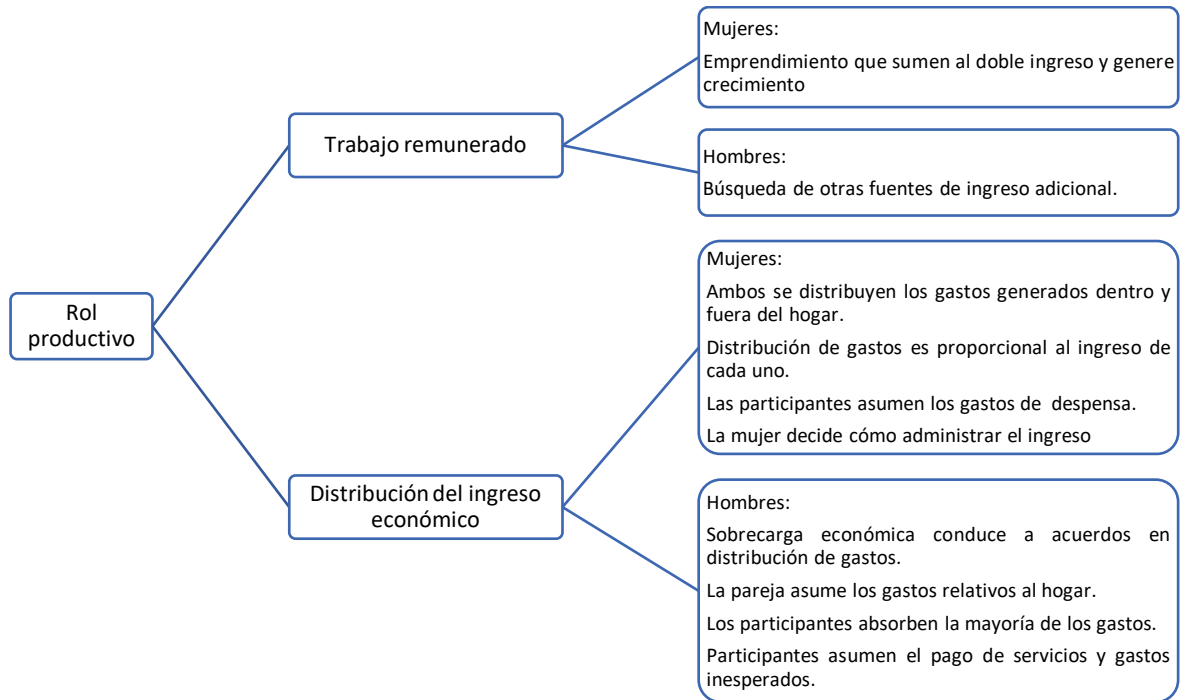 Rol
productivo
Trabajo remunerado
Mujeres:
Emprendimiento que sumen al doble ingreso y genere
crecimiento
Hombres:
Búsqueda de otras fuentes de ingreso adicional.
Distribución del ingreso
económico
Mujeres:
Ambos se distribuyen los gastos generados dentro y
fuera del hogar.
Distribución de gastos es proporcional al ingreso de
cada uno.
Las participantes asumen los gastos de despensa.
La mujer decide cómo administrar el ingreso
Hombres:
Sobrecarga económica conduce a acuerdos en
distribución de gastos.
La pareja asume los gastos relativos al hogar.
Los participantes absorben la mayoría de los gastos.
Participantes asumen el pago de servicios y gastos
inesperados.